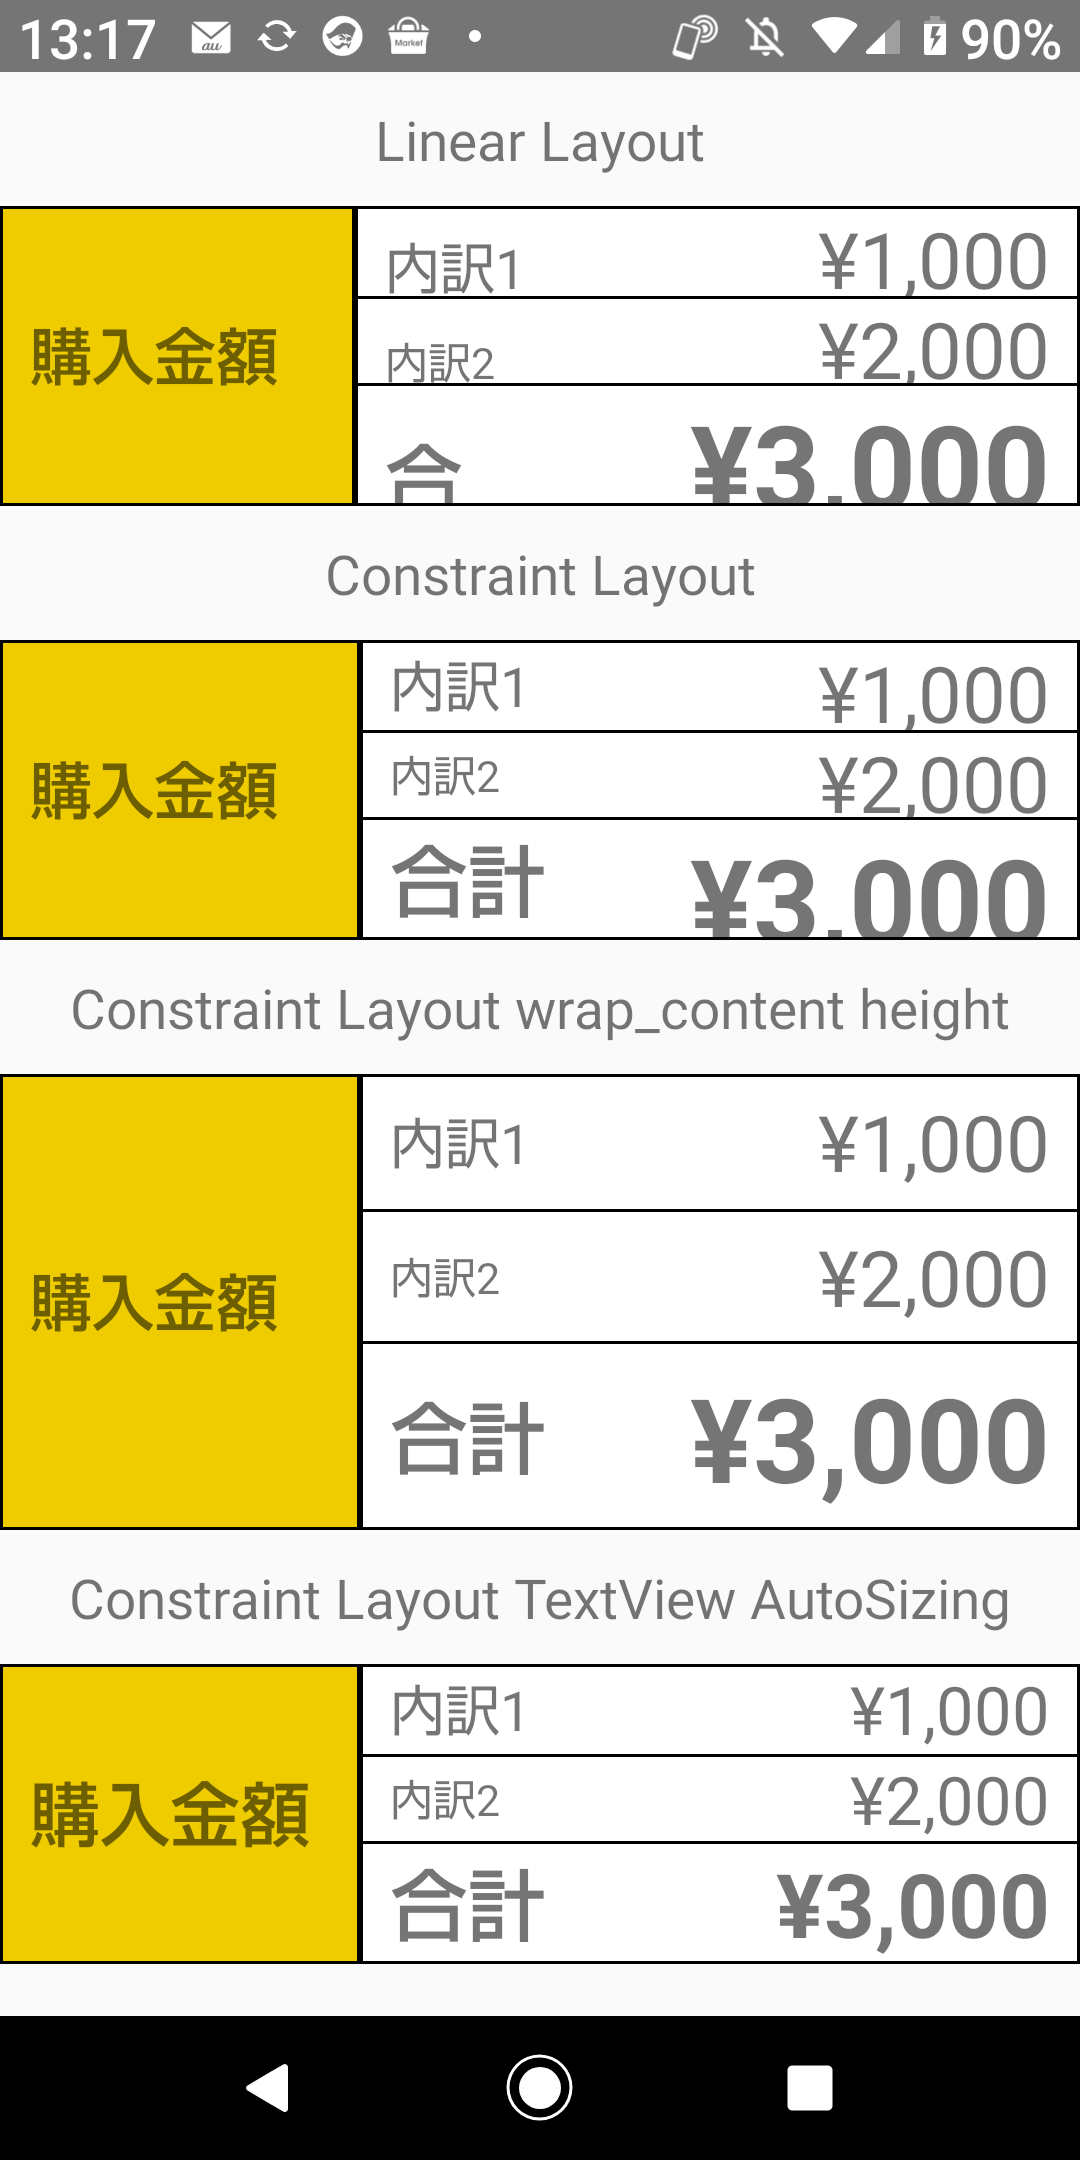 13:17 au Market 90%
Linear Layout
購入金額
内訳1 ¥1,000
内訳2 ¥2,000
合 ¥3,000
Constraint Layout
購入金額
内訳1 ¥1,000
内訳2 ¥2,000
合計 ¥3,000
Constraint Layout wrap_content height
購入金額
内訳1 ¥1,000
内訳2 ¥2,000
合計 ¥3,000
Constraint Layout TextView AutoSizing
購入金額
内訳1 ¥1,000
内訳2 ¥2,000
合計 ¥3,000